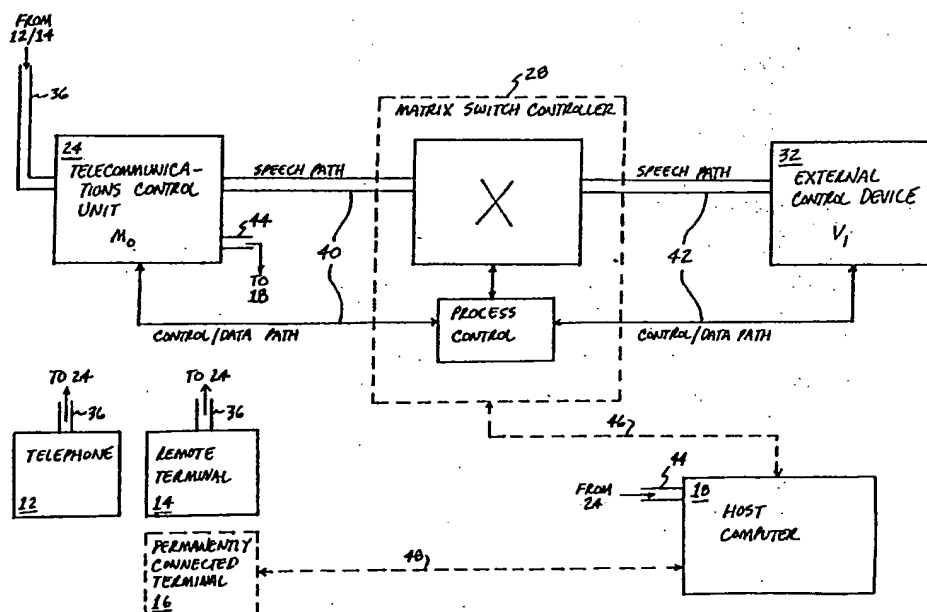 FROM
12/14
36
24
TELECOMMUNICA-
TIONS CONTROL
UNIT
M0
44
TO
18
SPEECH PATH
40
CONTROL/DATA PATH
28
MATRIX SWITCH CONTROLLER
X
PROCESS
CONTROL
SPEECH PATH
42
CONTROL/DATA PATH
32
EXTERNAL
CONTROL DEVICE
V1
TO 24
36
TELEPHONE
12
TO 24
36
REMOTE
TERMINAL
14
PERMANENTLY
CONNECTED
TERMINAL
16
46
48
FROM
24
44
18
HOST
COMPUTER